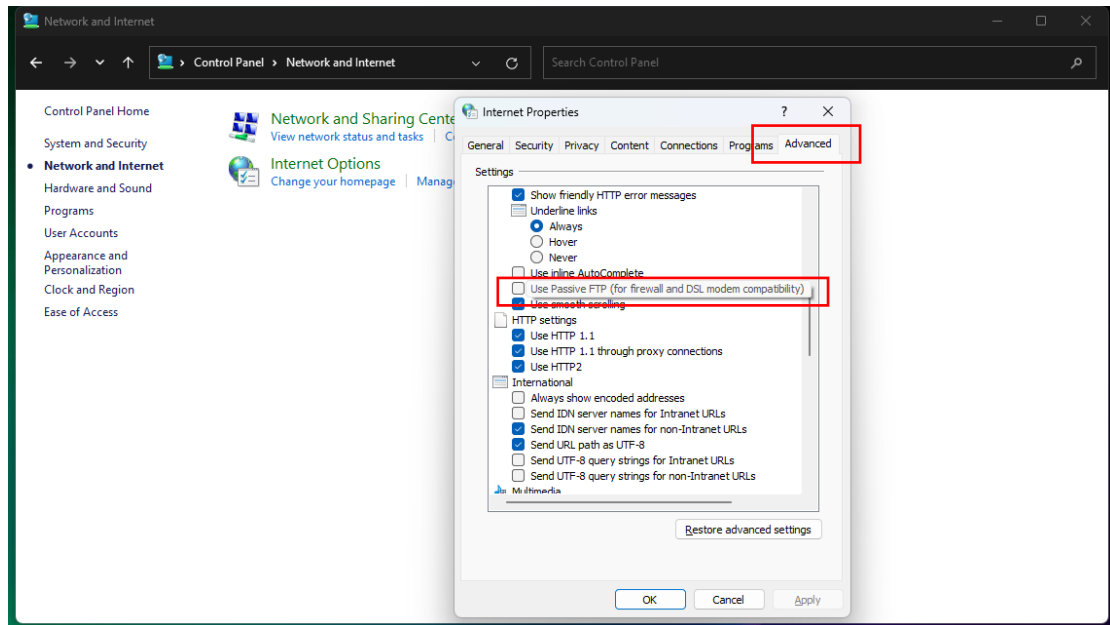 Network and Internet
Control Panel > Network and Internet
Search Control Panel
Control Panel Home
System and Security
Network and Internet
Hardware and Sound
Programs
User Accounts
Appearance and
Personalization
Clock and Region
Ease of Access
Network and Sharing Cente
View network status and tasks
Internet Options
Change your homepage
Manag
Internet Properties
?
General Security Privacy Content Connections Programs Advanced
Settings
Show friendly HTTP error messages
Underline links
Always
Hover
Never
Use inline AutoComplete
Use Passive FTP (for firewall and DSL modem compatibility)
Use smooth scrolling
HTTP settings
Use HTTP 1.1
Use HTTP 1.1 through proxy connections
Use HTTP2
International
Always show encoded addresses
Send IDN server names for Intranet URLs
Send IDN server names for non-Intranet URLs
Send URL path as UTF-8
Send UTF-8 query strings for Intranet URLs
Send UTF-8 query strings for non-Intranet URLs
Multimedia
Restore advanced settings
OK Cancel Apply